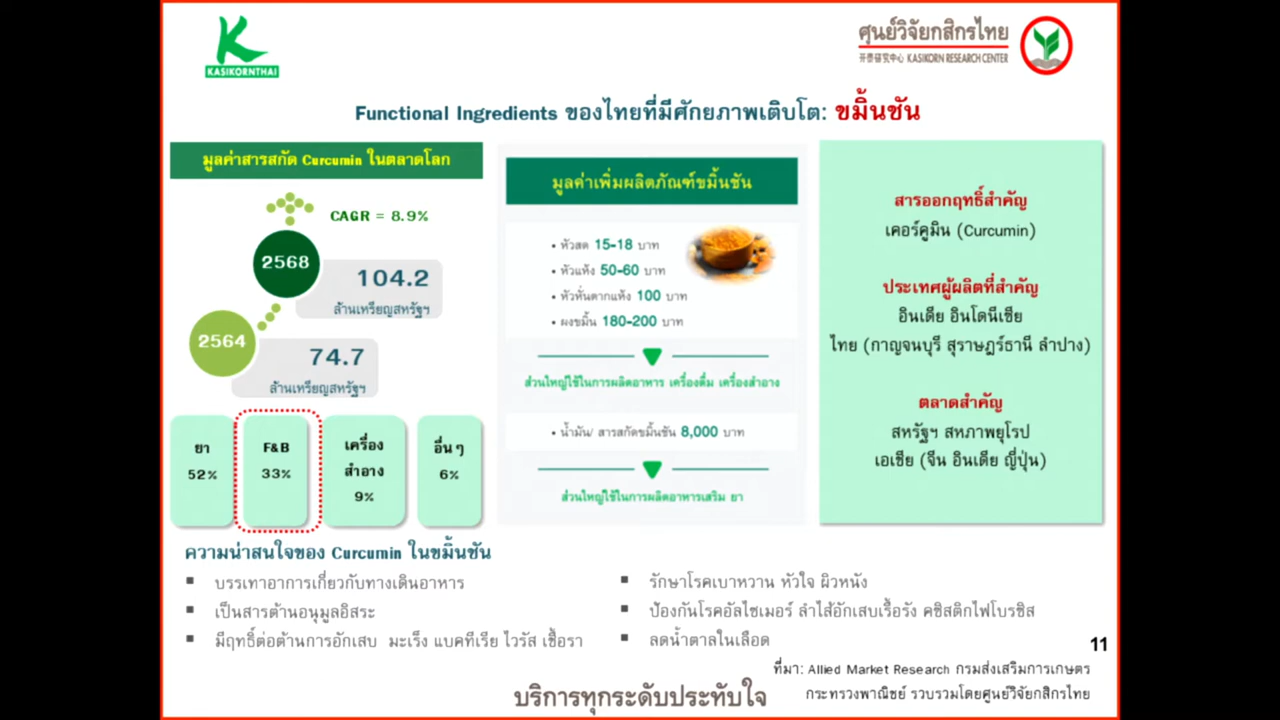 KASIKORNTHAI
ศูนย์วิจัยกสิกรไทย
开泰研究中心 KASIKORN RESEARCH CENTER
Functional Ingredients ของไทยที่มีศักยภาพเติบโต: ขมิ้นชัน
มูลค่าสารสกัด Curcumin ในตลาดโลก
CAGR = 8.9%
2568
104.2
ล้านเหรียญสหรัฐฯ
2564
74.7
ล้านเหรียญสหรัฐฯ
ยา
52%
F&B
33%
เครื่อง
สำอาง
9%
อื่นๆ
6%
มูลค่าเพิ่มผลิตภัณฑ์ขมิ้นชัน
• หัวสด 15-18 บาท
• หัวแห้ง 50-60 บาท
• หัวหั่นตากแห้ง 100 บาท
• ผงขมิ้น 180-200 บาท
ส่วนใหญ่ใช้ในการผลิตอาหาร เครื่องดื่ม เครื่องสำอาง
• น้ำมัน/ สารสกัดขมิ้นชัน 8,000 บาท
ส่วนใหญ่ใช้ในการผลิตอาหารเสริม ยา
สารออกฤทธิ์สำคัญ
เคอร์คูมิน (Curcumin)
ประเทศผู้ผลิตที่สำคัญ
อินเดีย อินโดนีเซีย
ไทย (กาญจนบุรี สุราษฎร์ธานี ลำปาง)
ตลาดสำคัญ
สหรัฐฯ สหภาพยุโรป
เอเชีย (จีน อินเดีย ญี่ปุ่น)
ความน่าสนใจของ Curcumin ในขมิ้นชัน
▪ บรรเทาอาการเกี่ยวกับทางเดินอาหาร
▪ เป็นสารต้านอนุมูลอิสระ
▪ มีฤทธิ์ต่อต้านการอักเสบ มะเร็ง แบคทีเรีย ไวรัส เชื้อรา
▪ รักษาโรคเบาหวาน หัวใจ ผิวหนัง
▪ ป้องกันโรคอัลไซเมอร์ ลำไส้อักเสบเรื้อรัง คซิสติกไฟโบรซิส
▪ ลดน้ำตาลในเลือด
11
ที่มา: Allied Market Research กรมส่งเสริมการเกษตร
กระทรวงพาณิชย์ รวบรวมโดยศูนย์วิจัยกสิกรไทย
บริการทุกระดับประทับใจ